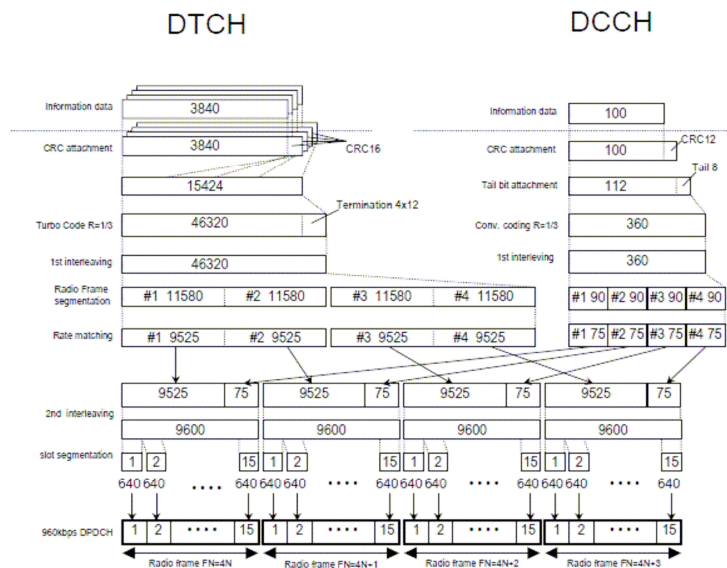 DTCH DCCH
Information data 3840 Information data 100
CRC attachment 3840 CRC16 CRC attachment 100 CRC12
15424 Tail bit attachment 112 Tail 8
Termination 4x12
Turbo Code R=1/3 46320 Conv. coding R=1/3 360
1st interleaving 46320 1st interleving 360
Radio Frame
segmentation #1 11580 #2 11580 #3 11580 #4 11580 #1 90 #2 90 #3 90 #4 90
Rate matching #1 9525 #2 9525 #3 9525 #4 9525 #1 75 #2 75 #3 75 #4 75
9525 75 9525 75 9525 75 9525 75
2nd interleaving
9600 9600 9600 9600
slot segmentation
1 2 15 1 2 15 1 2 15 1 2 15
640 640 •••• 640 640 640 •••• 640 640 640 •••• 640 640 640 •••• 640
960kbps DPDCH 1 2 •••• 15 1 2 •••• 15 1 2 •••• 15 1 2 •••• 15
Radio frame FN=4N Radio frame FN=4N+1 Radio frame FN=4N+2 Radio frame FN=4N+3